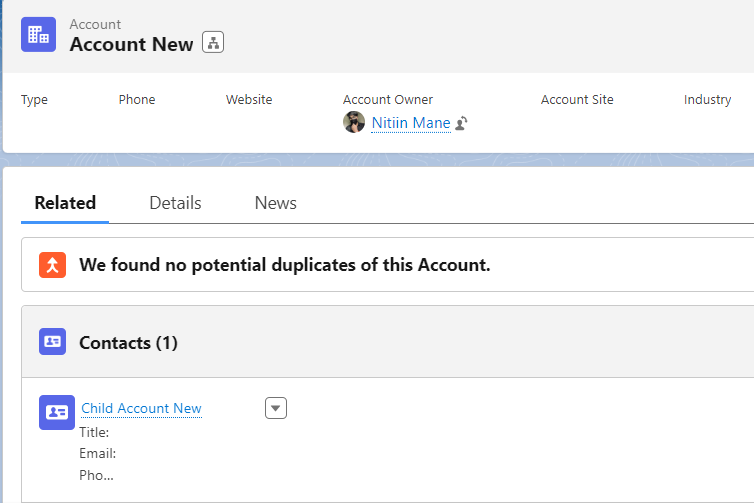 Account
Account New
Type Phone Website Account Owner Account Site Industry
Nitiin Mane
Related Details News
We found no potential duplicates of this Account.
Contacts (1)
Child Account New
Title:
Email:
Pho...